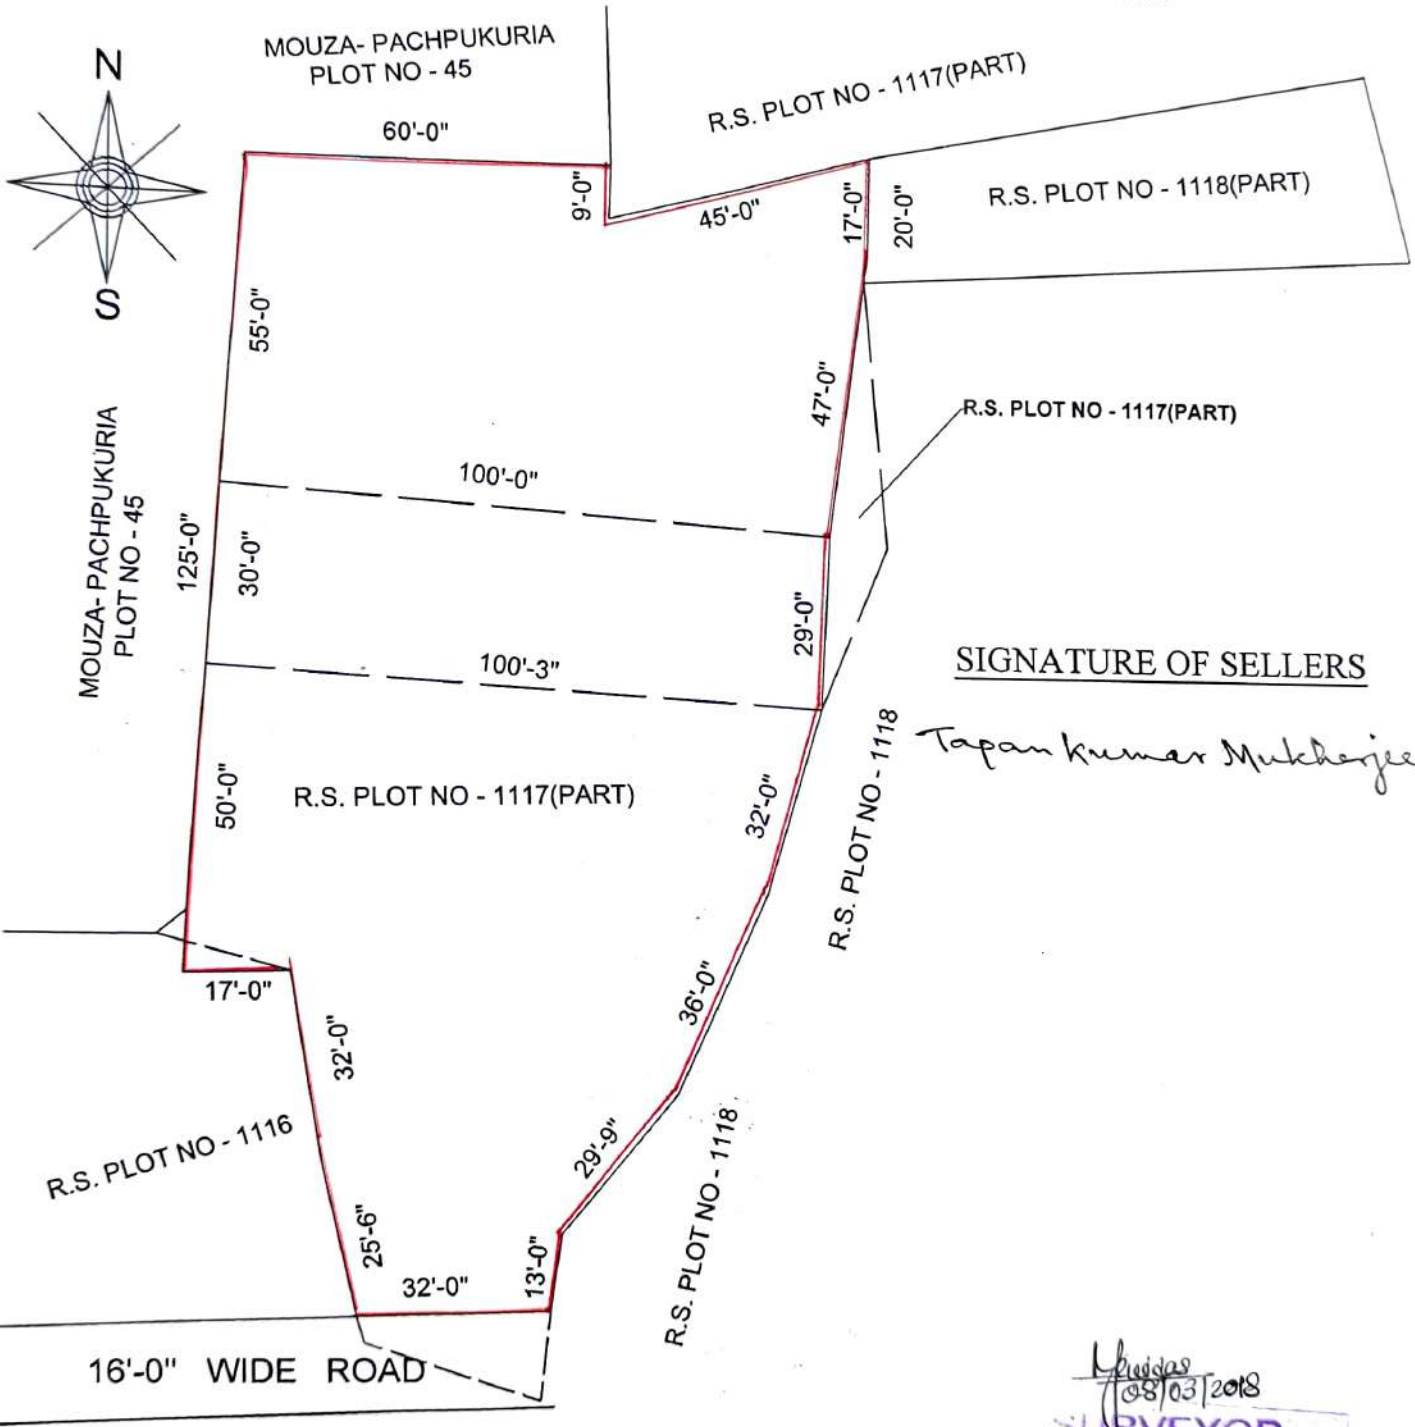 N
S
MOUZA- PACHPUKURIA
PLOT NO - 45
60'-0"
R.S. PLOT NO - 1117(PART)
9'-0"
45'-0"
17'-0"
20'-0"
R.S. PLOT NO - 1118(PART)
55'-0"
47'-0"
R.S. PLOT NO - 1117(PART)
MOUZA- PACHPUKURIA
PLOT NO - 45
125'-0"
100'-0"
30'-0"
29'-0"
100'-3"
SIGNATURE OF SELLERS
Tapan Kumar Mukherjee
50'-0"
R.S. PLOT NO - 1117(PART)
32'-0"
R.S. PLOT NO - 1118
17'-0"
32'-0"
36'-0"
R.S. PLOT NO - 1116
29'-9"
R.S. PLOT NO - 1118
25'-6"
32'-0"
13'-0"
16'-0" WIDE ROAD
08/03/2018
SURVEYOR